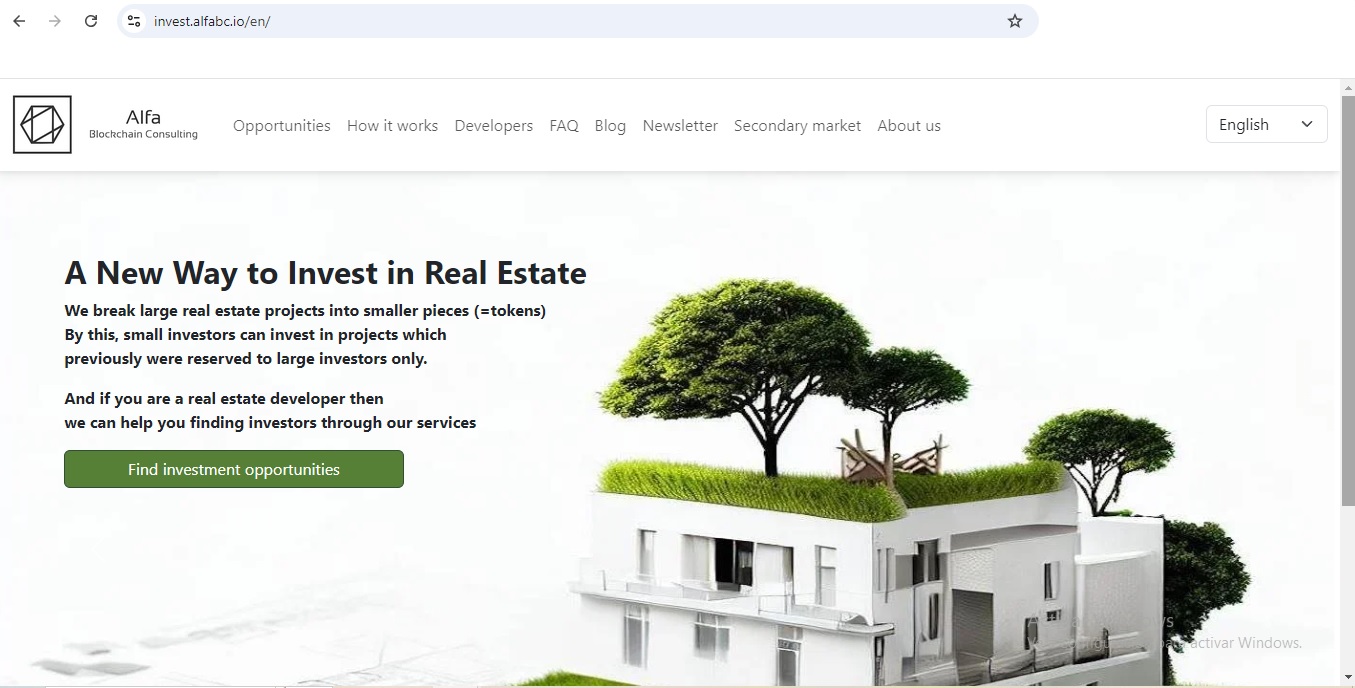 invest.alfabc.io/en/
Alfa
Blockchain Consulting
Opportunities How it works Developers FAQ Blog Newsletter Secondary market About us
English
A New Way to Invest in Real Estate
We break large real estate projects into smaller pieces (=tokens)
By this, small investors can invest in projects which
previously were reserved to large investors only.
And if you are a real estate developer then
we can help you finding investors through our services
Find investment opportunities
activar Windows.